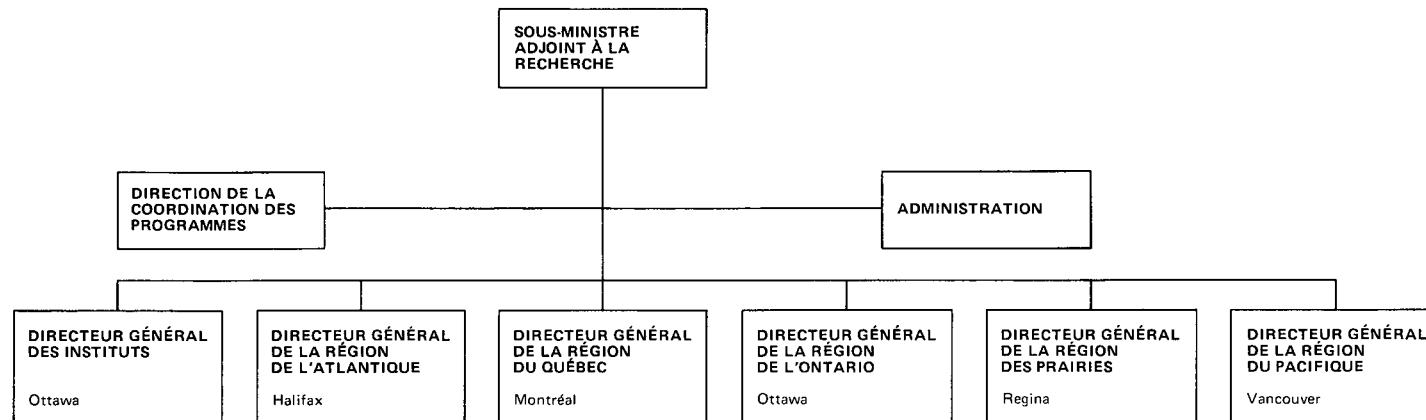 SOUS-MINISTRE
ADJOINT À LA
RECHERCHE
DIRECTION DE LA
COORDINATION DES
PROGRAMMES
ADMINISTRATION
DIRECTEUR GÉNÉRAL
DES INSTITUTS
Ottawa
DIRECTEUR GÉNÉRAL
DE LA RÉGION
DE L'ATLANTIQUE
Halifax
DIRECTEUR GÉNÉRAL
DE LA RÉGION
DU QUÉBEC
Montréal
DIRECTEUR GÉNÉRAL
DE LA RÉGION
DE L'ONTARIO
Ottawa
DIRECTEUR GÉNÉRAL
DE LA RÉGION
DES PRAIRIES
Regina
DIRECTEUR GÉNÉRAL
DE LA RÉGION
DU PACIFIQUE
Vancouver